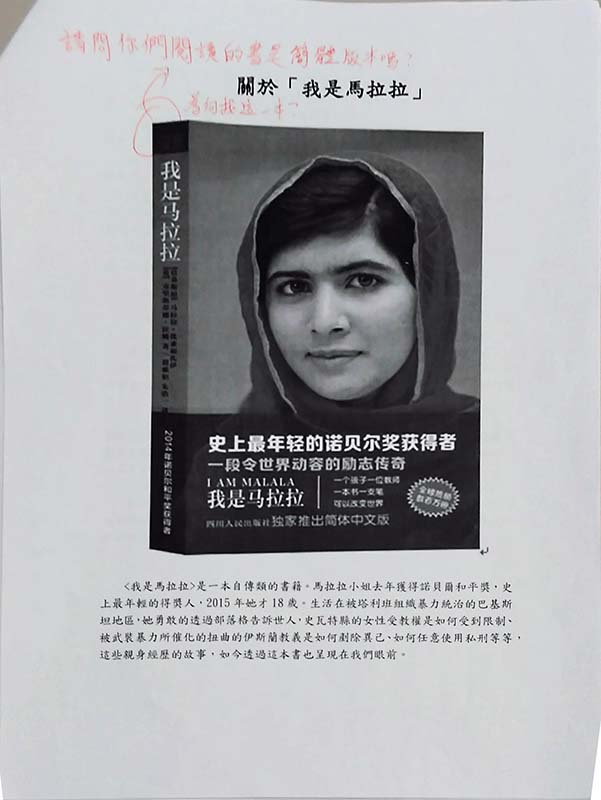 請問你們閱讀的書是簡體版本嗎?
為何找這一本?
關於「我是馬拉拉」
我是马拉拉
2014年诺贝尔和平奖获得者
史上最年轻的诺贝尔奖获得者
一段令世界动容的励志传奇
I AM MALALA
我是马拉拉
一个孩子一位教师
一本书一支笔
可以改变世界
全球热销
数百万册
四川人民出版社 独家推出简体中文版
<我是馬拉拉>是一本自傳類的書籍。馬拉拉小姐去年獲得諾貝爾和平獎,史
上最年輕的得獎人,2015年她才18歲。生活在被塔利班組織暴力統治的巴基斯
坦地區,她勇敢的透過部落格告訴世人,史瓦特縣的女性受教權是如何受到限制、
被武裝暴力所催化的扭曲的伊斯蘭教義是如何剷除異己、如何任意使用私刑等等,
這些親身經歷的故事,如今透過這本書也呈現在我們眼前。